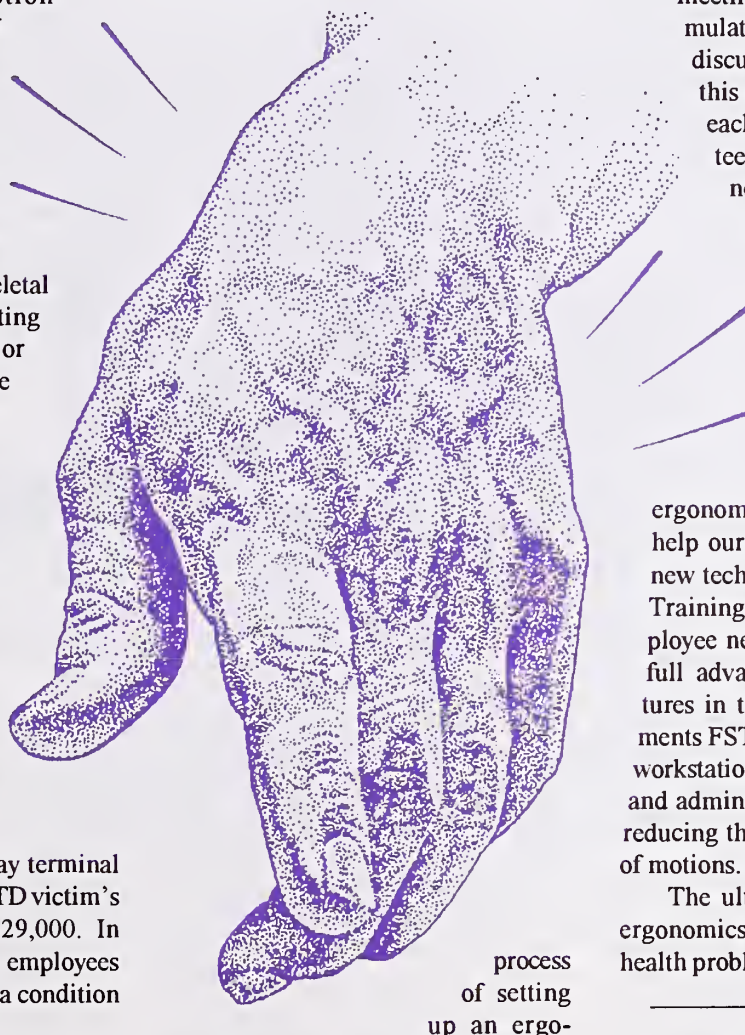 otion
eletal
ting
or
e
ay terminal
TD victim's
29,000. In
employees
a condition
process
of setting
up an ergo-
mulat
discu
this
each
tee
n
ergonom
help our
new tech
Training
ployee ne
full adva
tures in t
ments FST
workstatio
and admin
reducing th
of motions.
The ult
ergonomics
health probl